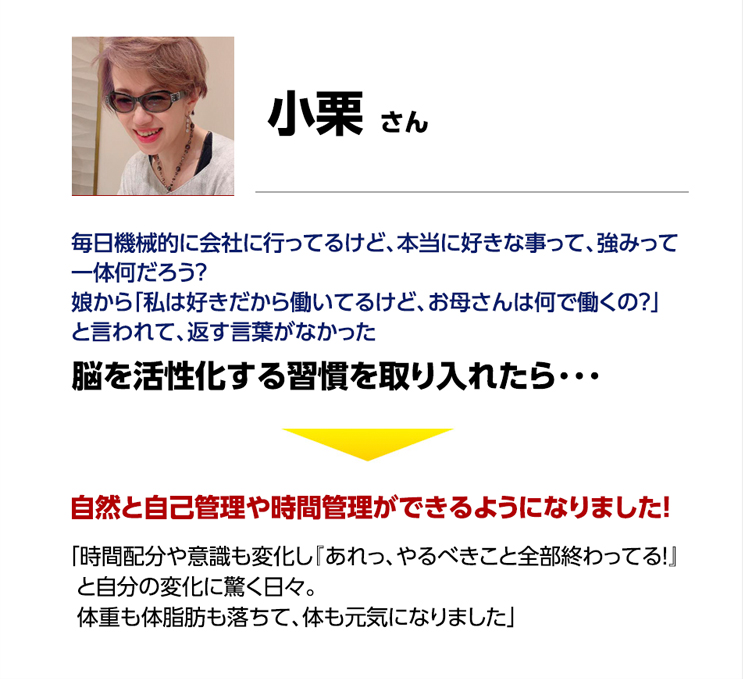 小栗 さん
毎日機械的に会社に行ってるけど、本当に好きな事って、強みって
一体何だろう?
娘から「私は好きだから働いてるけど、お母さんは何で働くの?」
と言われて、返す言葉がなかった
脳を活性化する習慣を取り入れたら・・・
自然と自己管理や時間管理ができるようになりました!
「時間配分や意識も変化し『あれっ、やるべきこと全部終わってる!』
と自分の変化に驚く日々。
体重も体脂肪も落ちて、体も元気になりました」